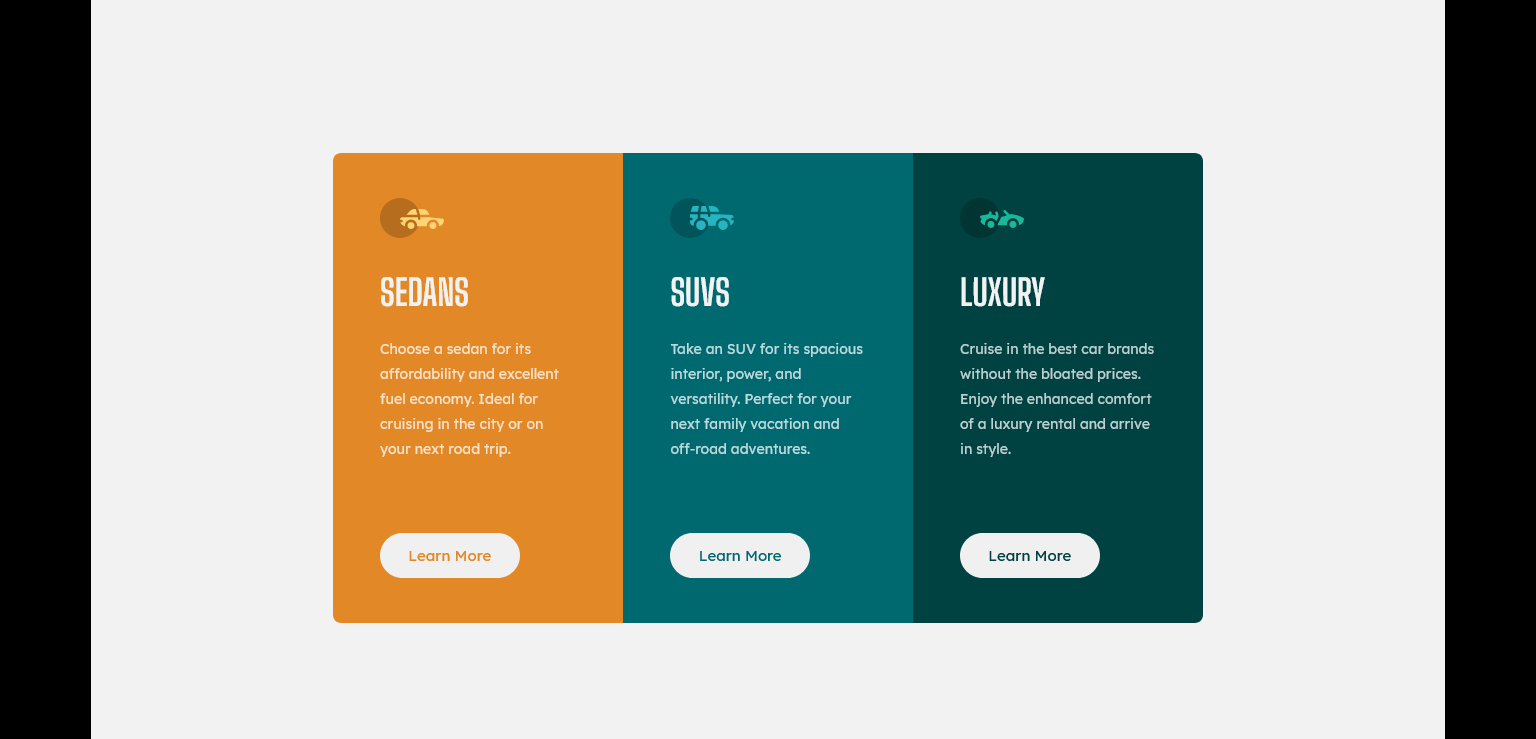 SEDANS
Choose a sedan for its
affordability and excellent
fuel economy. Ideal for
cruising in the city or on
your next road trip.
Learn More
SUVS
Take an SUV for its spacious
interior, power, and
versatility. Perfect for your
next family vacation and
off-road adventures.
Learn More
LUXURY
Cruise in the best car brands
without the bloated prices.
Enjoy the enhanced comfort
of a luxury rental and arrive
in style.
Learn More